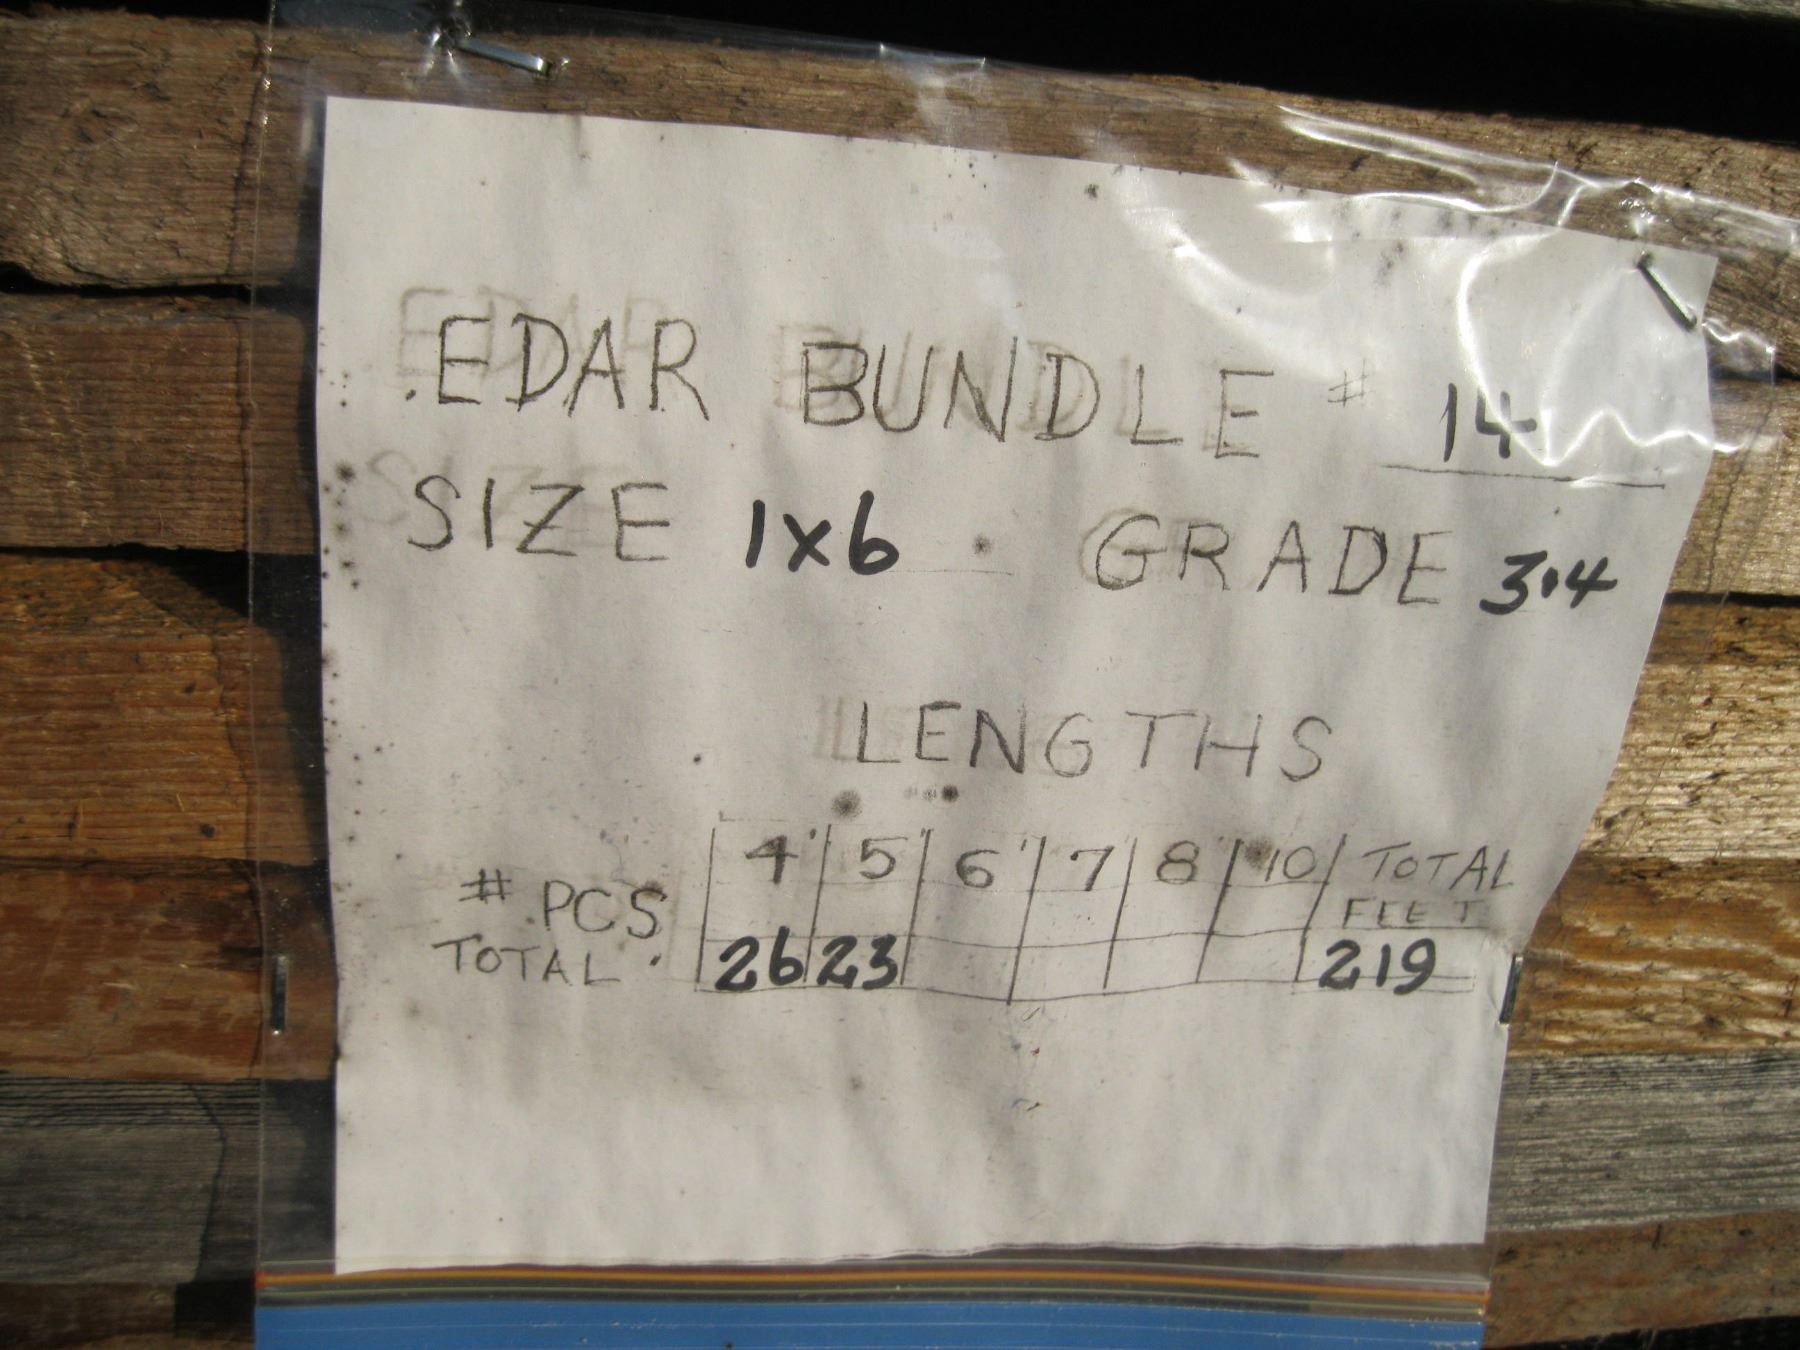 EDAR BUNDLE # 14
SIZE 1x6 GRADE 3·4
LENGTHS
4' 5' 6' 7' 8' 10' TOTAL
# PCS FEET
TOTAL 26 23 219